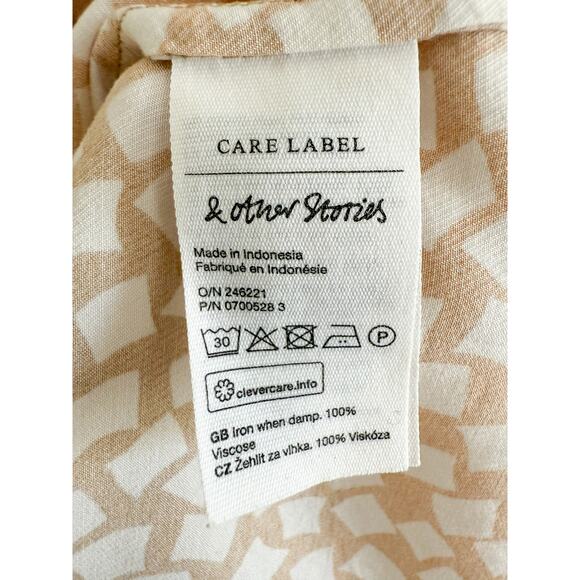 CARE LABEL
& Other Stories
Made in Indonesia
Fabriqué en Indonésie
O/N 246221
P/N 0700528 3
30 P
clevercare.info
GB Iron when damp. 100%
Viscose
CZ Žehlit za vlhka. 100% Viskóza